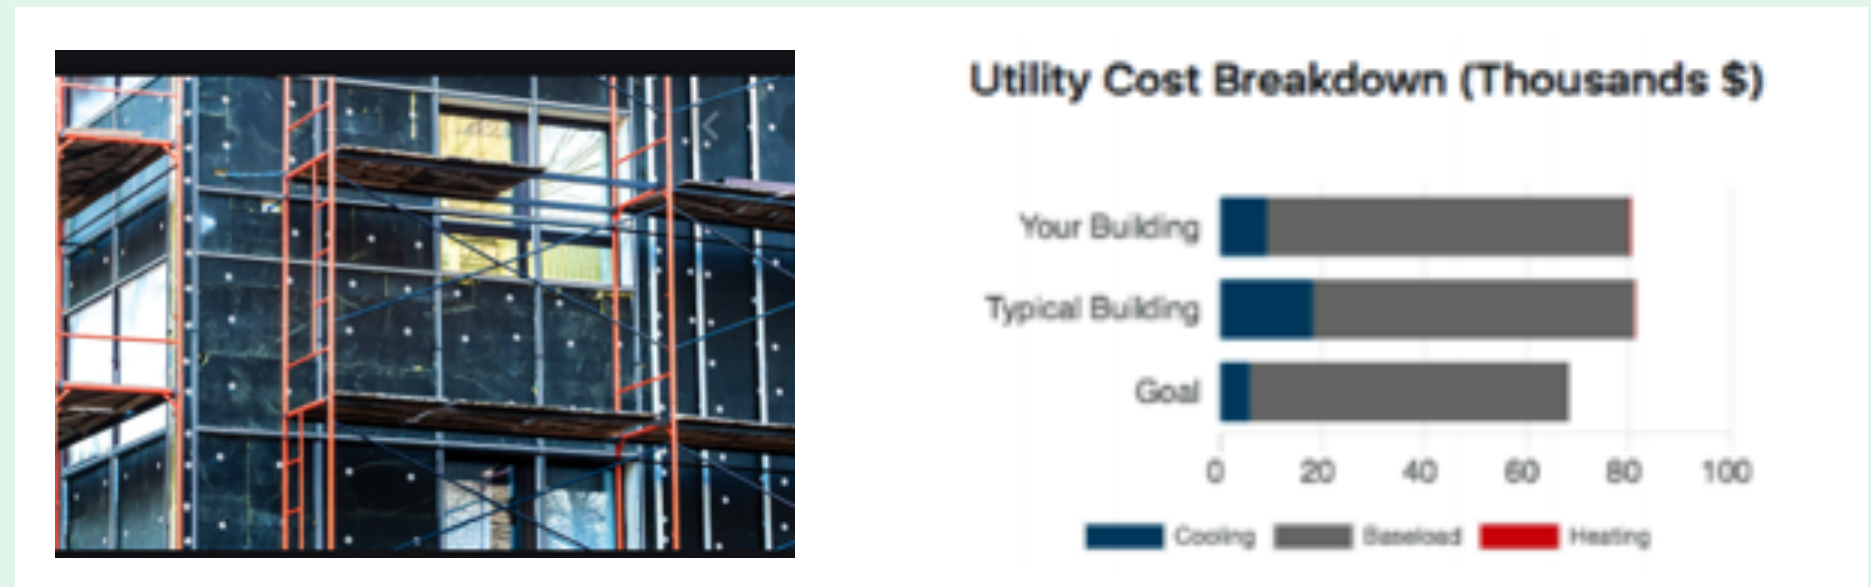 Utility Cost Breakdown (Thousands $)
Your Building
Typical Building
Goal
0 20 40 60 80 100
Cooling Baseload Heating